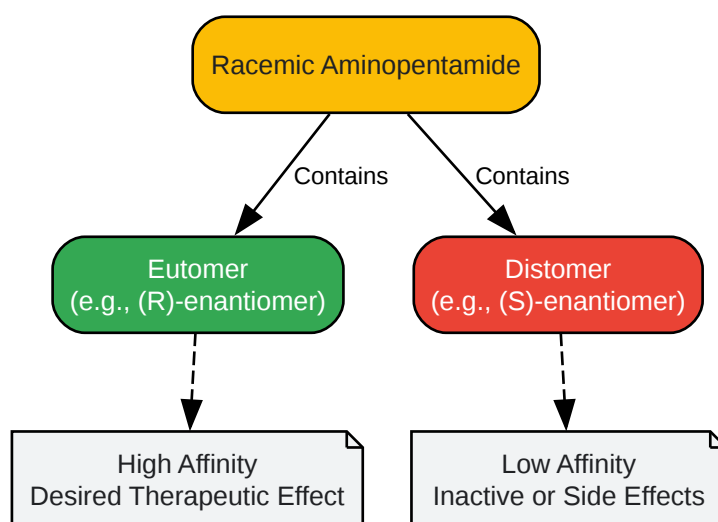 Racemic Aminopentamide
Contains
Contains
Eutomer
(e.g., (R)-enantiomer)
Distomer
(e.g., (S)-enantiomer)
High Affinity
Desired Therapeutic Effect
Low Affinity
Inactive or Side Effects